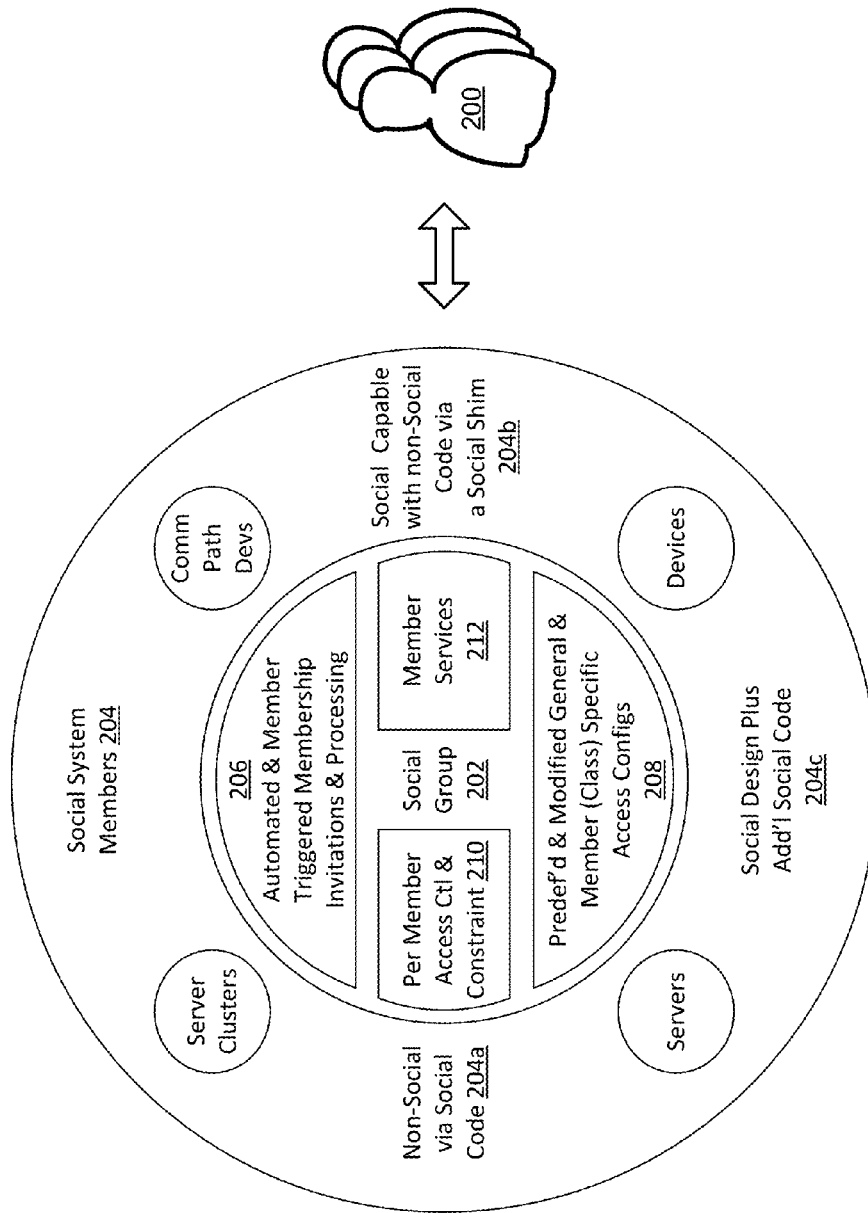 Social System
Members 204
Server
Clusters
Comm
Path
Devs
206
Automated & Member
Triggered Membership
Invitations & Processing
Non-Social
via Social
Code 204a
Per Member
Access Ctl &
Constraint 210
Social
Group
202
Member
Services
212
Social Capable
with non-Social
Code via
a Social Shim
204b
200
Predef'd & Modified General &
Member (Class) Specific
Access Configs
208
Servers
Devices
Social Design Plus
Add'l Social Code
204c